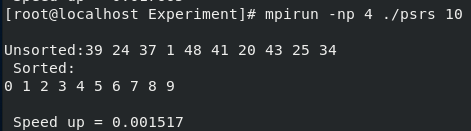 [root@localhost Experiment]# mpirun -np 4 ./psrs 10
Unsorted:39 24 37 1 48 41 20 43 25 34
Sorted:
0 1 2 3 4 5 6 7 8 9
Speed up = 0.001517